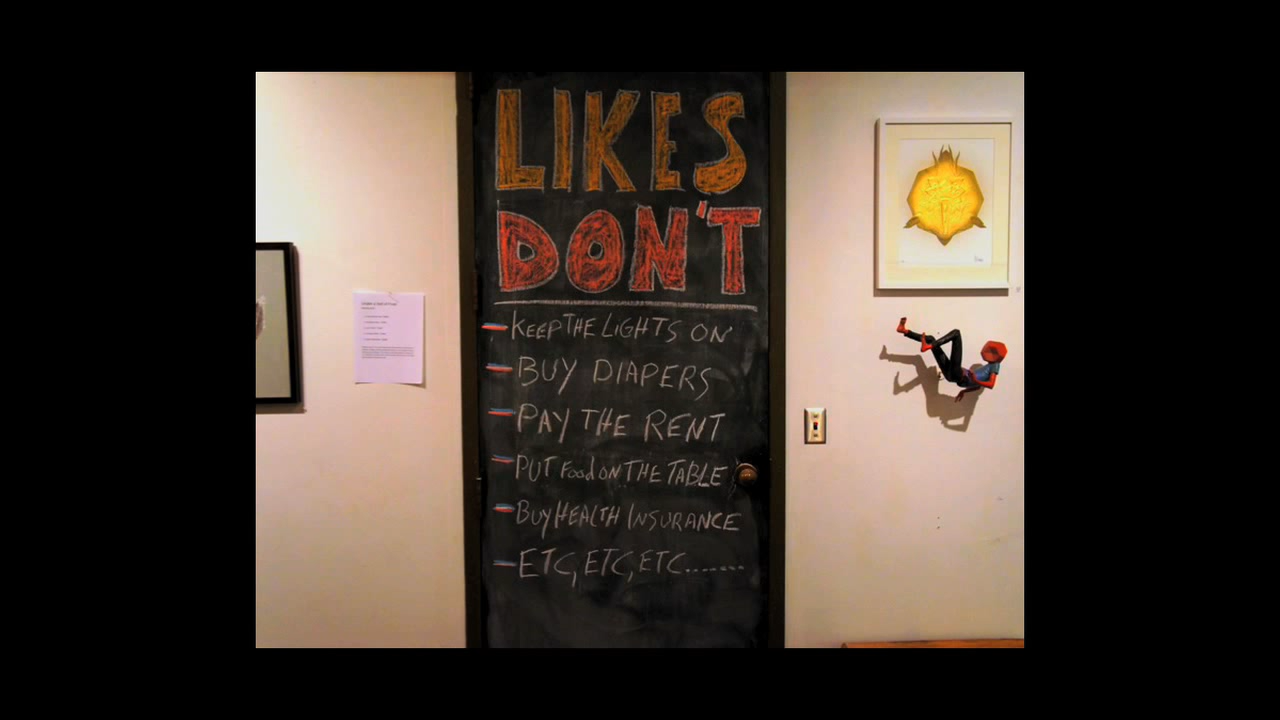 LIKES
DON'T
- KEEP THE LIGHTS ON
- BUY DIAPERS
- PAY THE RENT
- PUT FOOD ON THE TABLE
- BUY HEALTH INSURANCE
- ETC, ETC, ETC.......